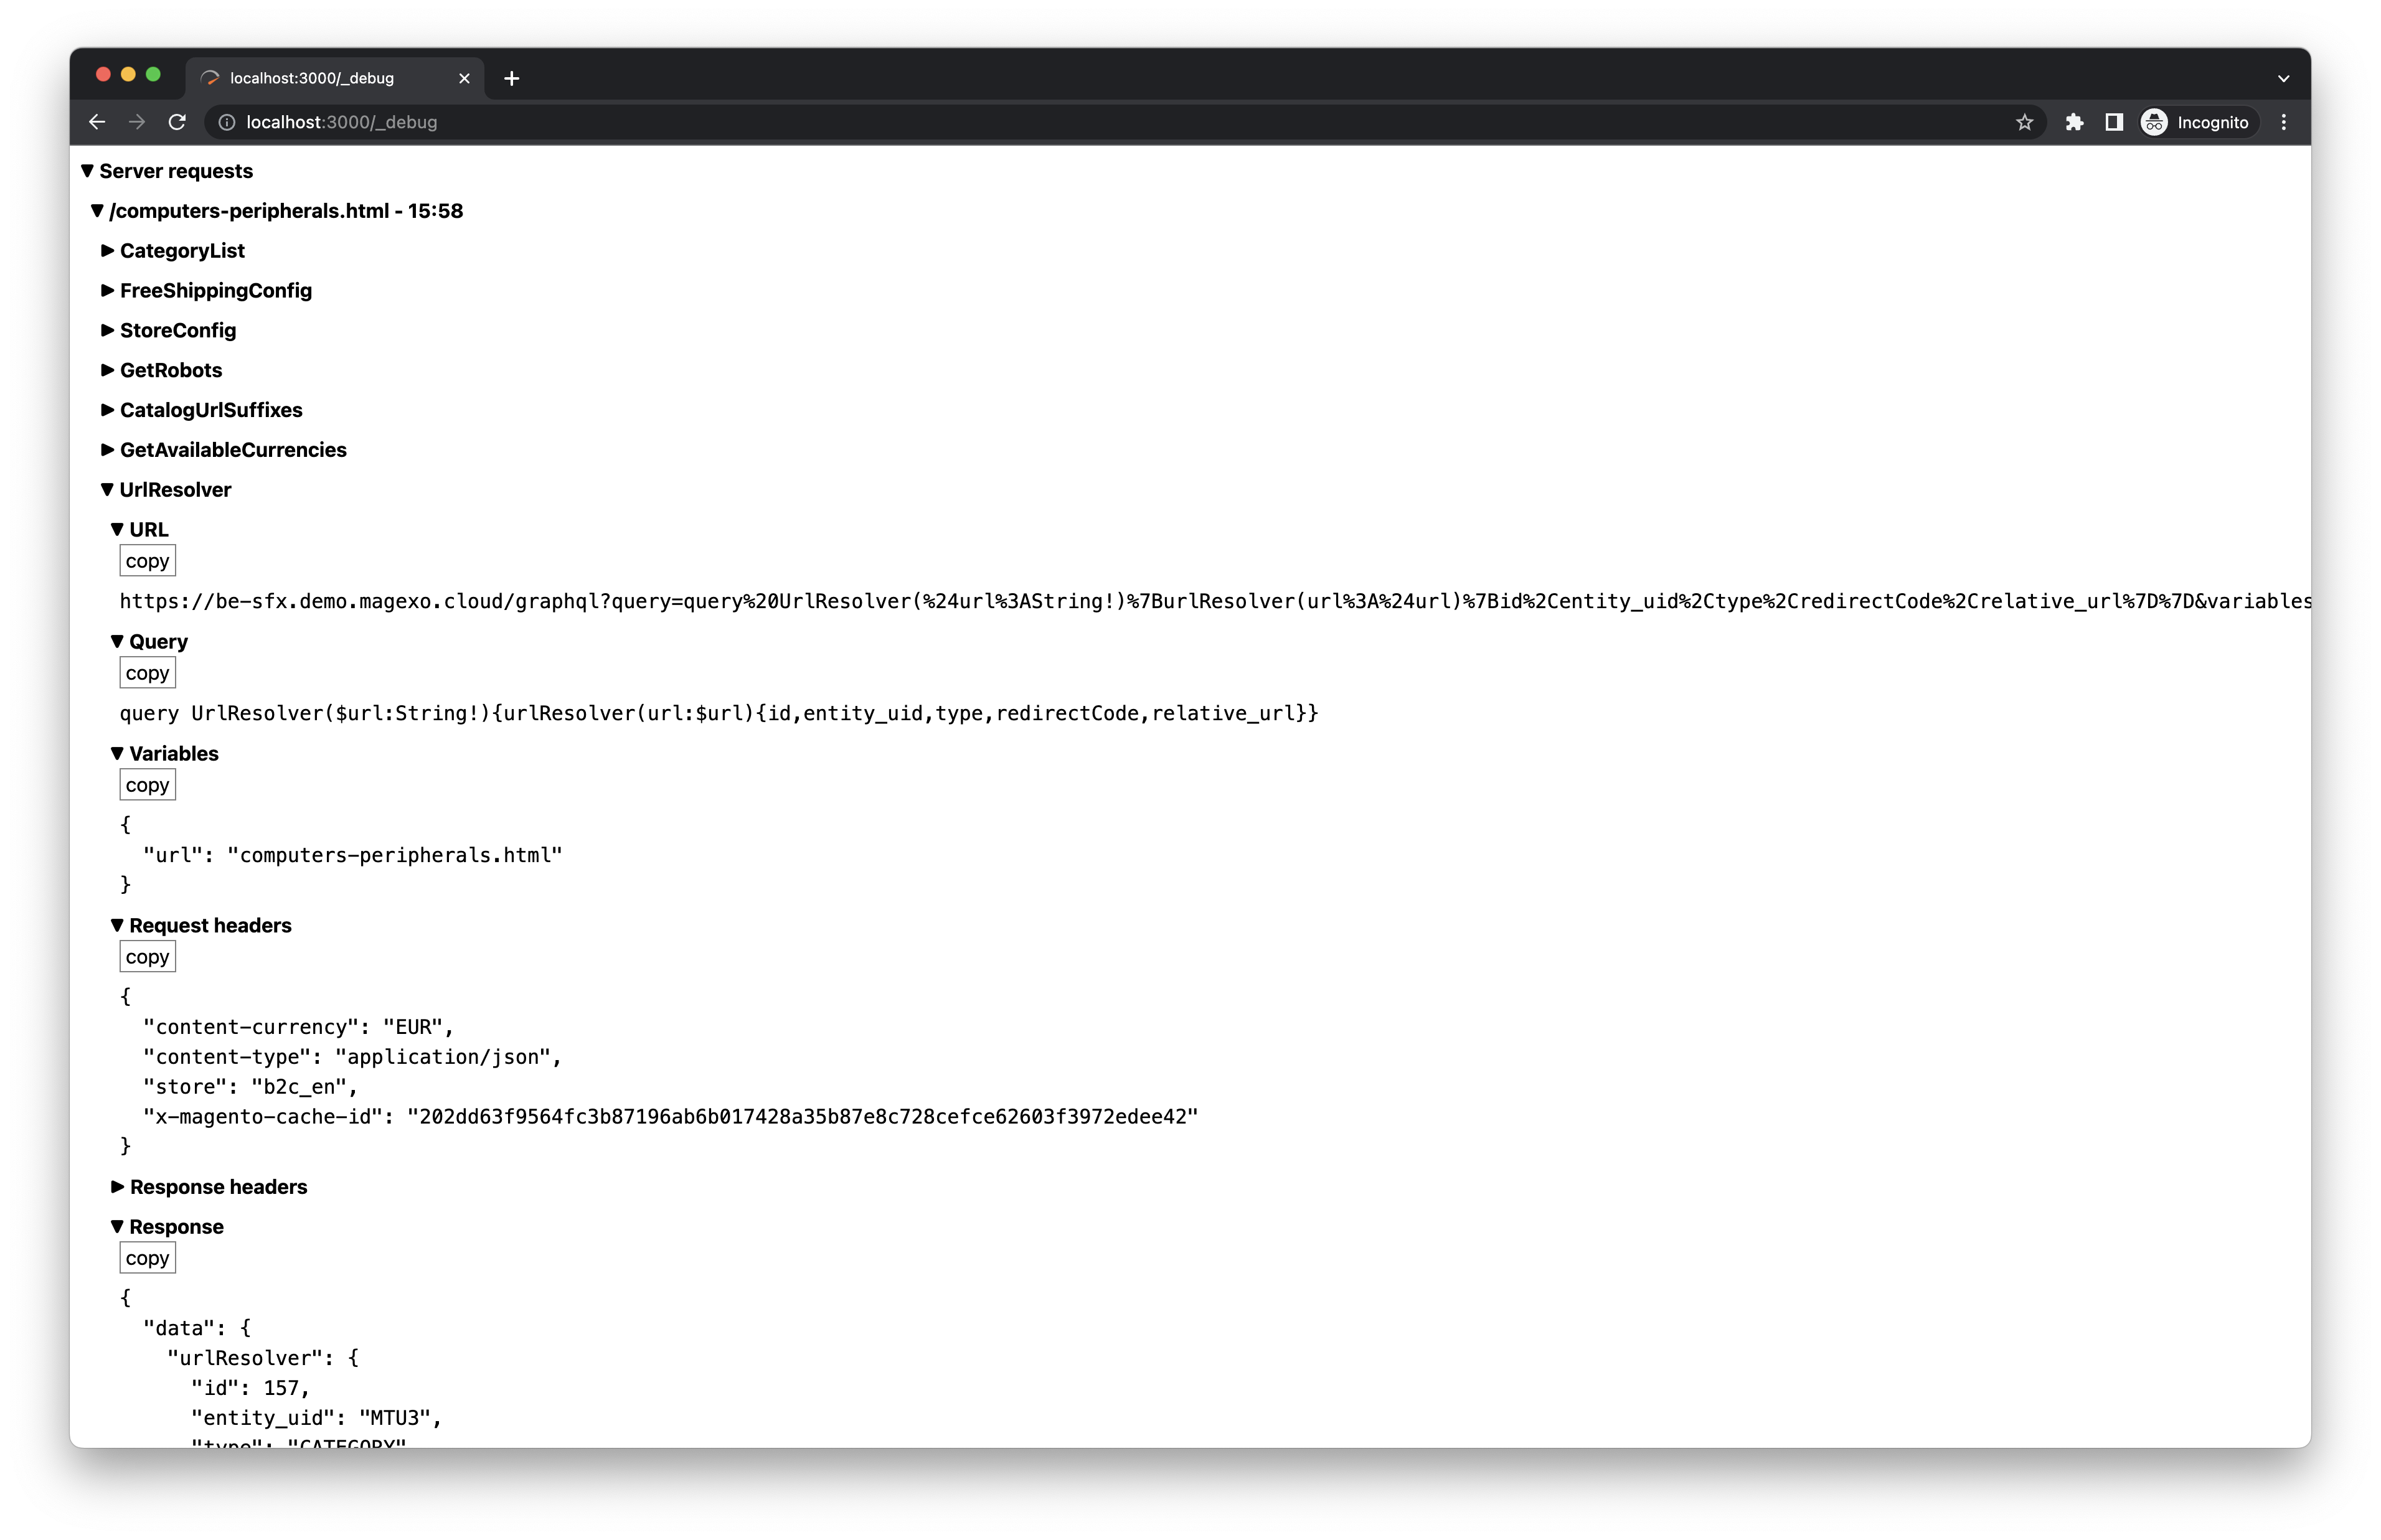 localhost:3000/_debug
localhost:3000/_debug
Incognito
Server requests
/computers-peripherals.html - 15:58
CategoryList
FreeShippingConfig
StoreConfig
GetRobots
CatalogUrlSuffixes
GetAvailableCurrencies
UrlResolver
URL
copy
https://be-sfx.demo.magexo.cloud/graphql?query=query%20UrlResolver(%24url%3AString!)%7BurlResolver(url%3A%24url)%7Bid%2Centity_uid%2Ctype%2CredirectCode%2Crelative_url%7D%7D&variables
Query
copy
query UrlResolver($url:String!){urlResolver(url:$url){id,entity_uid,type,redirectCode,relative_url}}
Variables
copy
{
"url": "computers-peripherals.html"
}
Request headers
copy
{
"content-currency": "EUR",
"content-type": "application/json",
"store": "b2c_en",
"x-magento-cache-id": "202dd63f9564fc3b87196ab6b017428a35b87e8c728cefce62603f3972edee42"
}
Response headers
Response
copy
{
"data": {
"urlResolver": {
"id": 157,
"entity_uid": "MTU3",
"type": "CATEGORY"